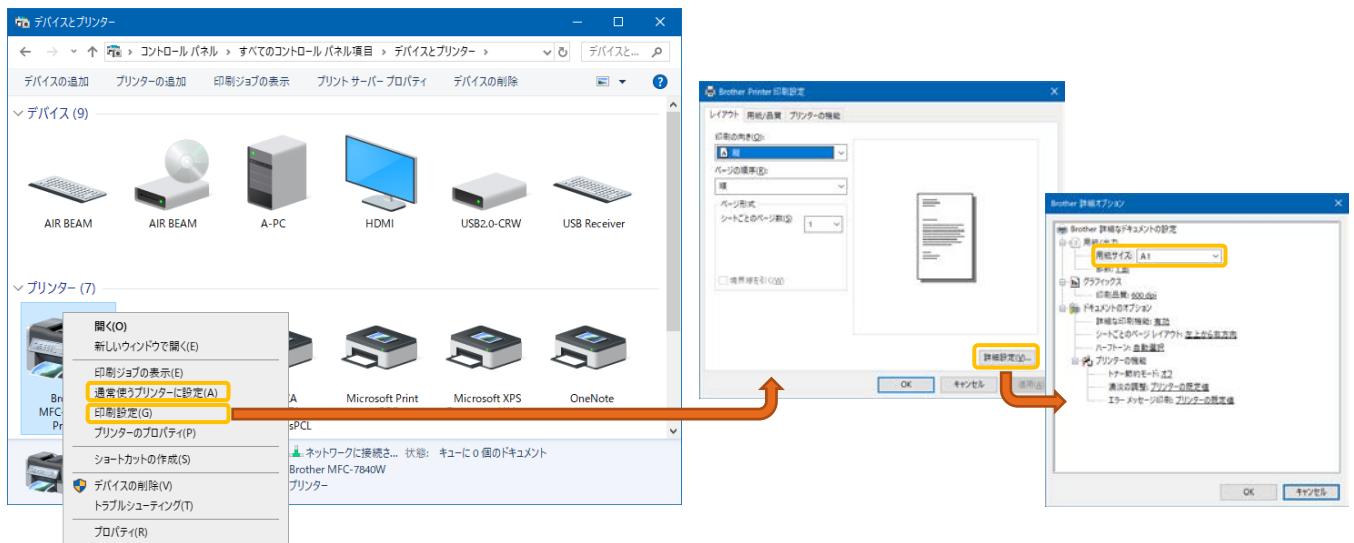 デバイスとプリンター
コントロール パネル › すべてのコントロール パネル項目 › デバイスとプリンター ›
デバイスと...
デバイスの追加 プリンターの追加 印刷ジョブの表示 プリント サーバー プロパティ デバイスの削除
デバイス (9)
AIR BEAM AIR BEAM A-PC HDMI USB2.0-CRW USB Receiver
プリンター (7)
開く(O)
新しいウィンドウで開く(E)
印刷ジョブの表示(E)
通常使うプリンターに設定(A)
印刷設定(G)
プリンターのプロパティ(P)
ショートカットの作成(S)
デバイスの削除(V)
トラブルシューティング(T)
プロパティ(R)
Br
MFC-
Pr
CA
sPCL
Microsoft Print
Microsoft XPS
OneNote
ネットワークに接続さ... 状態: キューに 0 個のドキュメント
Brother MFC-7840W
プリンター
Brother Printer 印刷設定
レイアウト 用紙/品質 プリンターの機能
印刷の向き(O):
縦
ページの順序(R):
順
ページ形式
シートごとのページ数(S) 1
境界線を引く(W)
詳細設定(V)...
OK キャンセル 適用(A)
Brother 詳細オプション
Brother 詳細なドキュメントの設定
用紙/出力
用紙サイズ: A1
部数: 1 部
グラフィックス
印刷品質: 600 dpi
ドキュメントのオプション
詳細な印刷機能: 有効
シートごとのページ レイアウト: 左上から右方向
ハーフトーン: 自動選択
プリンターの機能
トナー節約モード: オフ
濃淡の調整: プリンターの既定値
エラー メッセージ印刷: プリンターの既定値
OK キャンセル